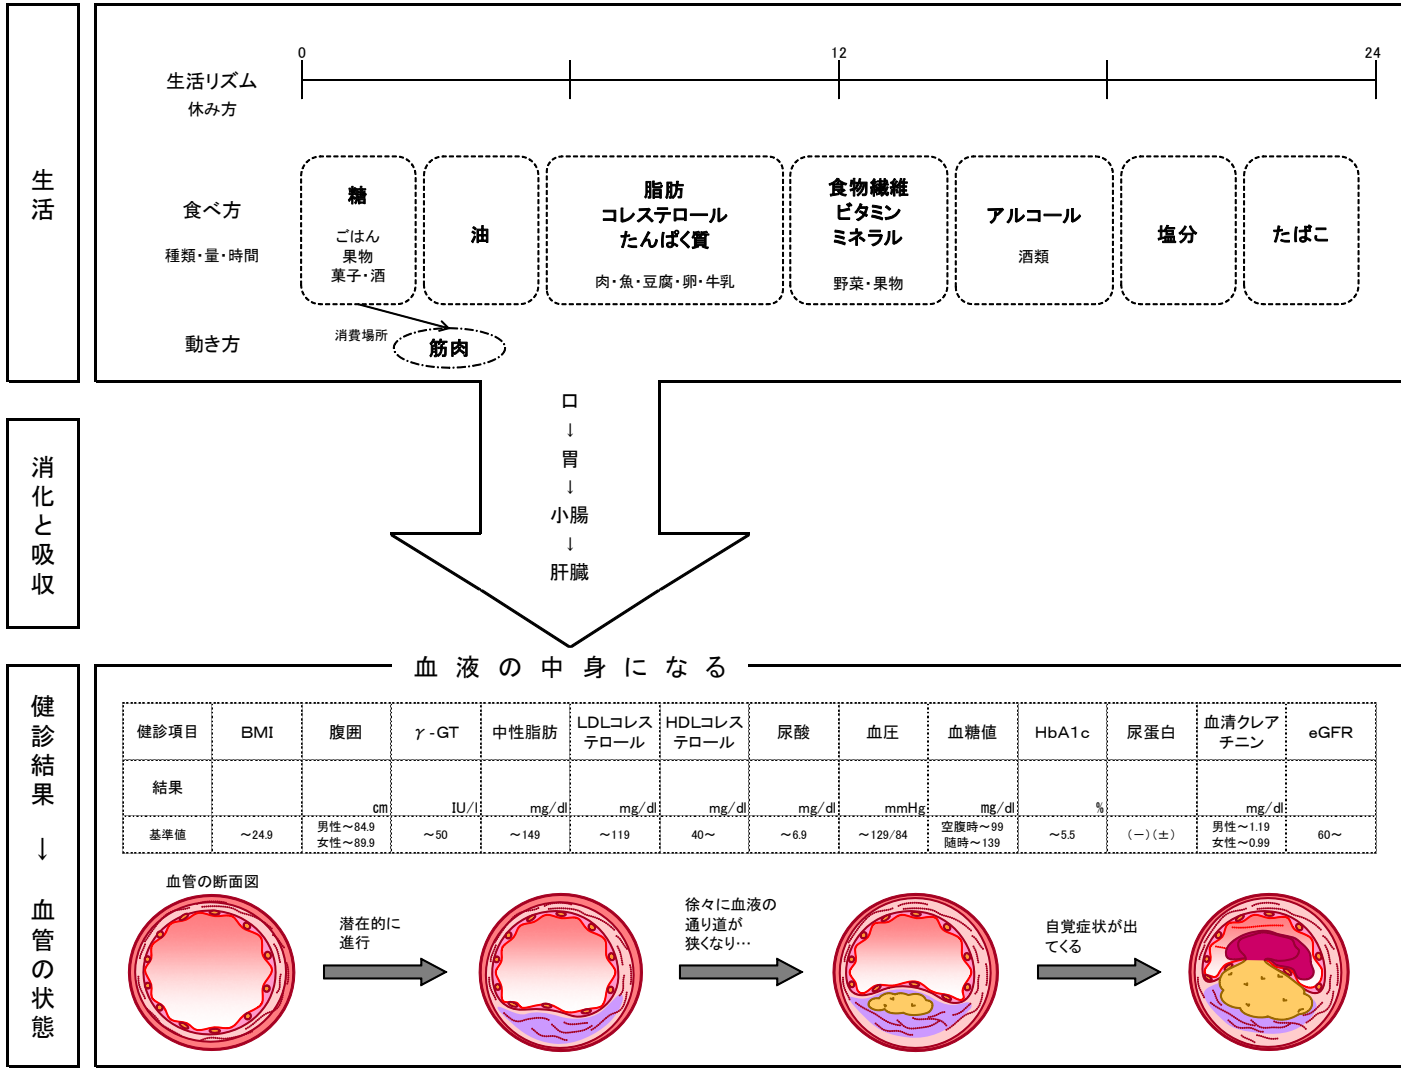 生活
0
12
24
生活リズム
休み方
食べ方
種類・量・時間
糖
ごはん
果物
菓子・酒
油
脂肪
コレステロール
たんぱく質
肉・魚・豆腐・卵・牛乳
食物繊維
ビタミン
ミネラル
野菜・果物
アルコール
酒類
塩分
たばこ
動き方
消費場所
筋肉
消化と吸収
口
↓
胃
↓
小腸
↓
肝臓
健診結果 ↓ 血管の状態
血液の中身になる
健診項目 BMI 腹囲 γ-GT 中性脂肪 LDLコレステロール HDLコレステロール 尿酸 血圧 血糖値 HbA1c 尿蛋白 血清クレアチニン eGFR
結果 cm IU/l mg/dl mg/dl mg/dl mg/dl mmHg mg/dl % mg/dl
基準値 ～24.9 男性～84.9 女性～89.9 ～50 ～149 ～119 40～ ～6.9 ～129/84 空腹時～99 随時～139 ～5.5 (－)(±) 男性～1.19 女性～0.99 60～
血管の断面図
潜在的に
進行
徐々に血液の
通り道が
狭くなり…
自覚症状が出
てくる